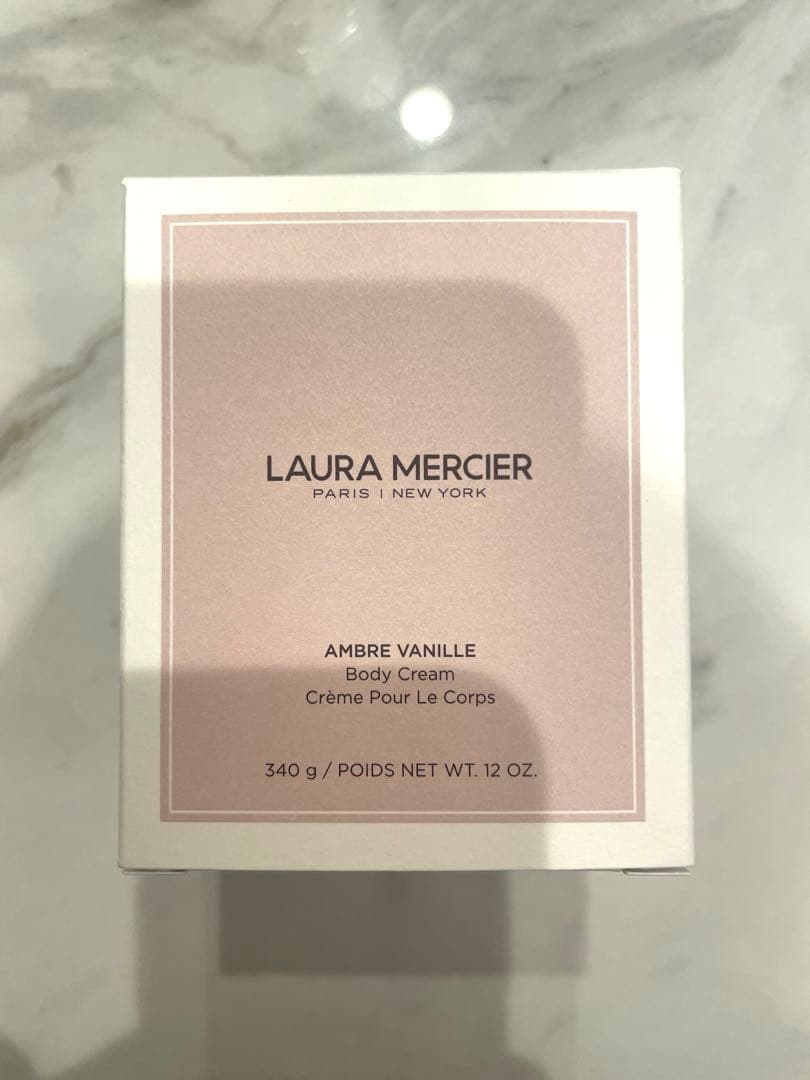 LAURA MERCIER
PARIS | NEW YORK
AMBRE VANILLE
Body Cream
Crème Pour Le Corps
340 g / POIDS NET WT. 12 OZ.